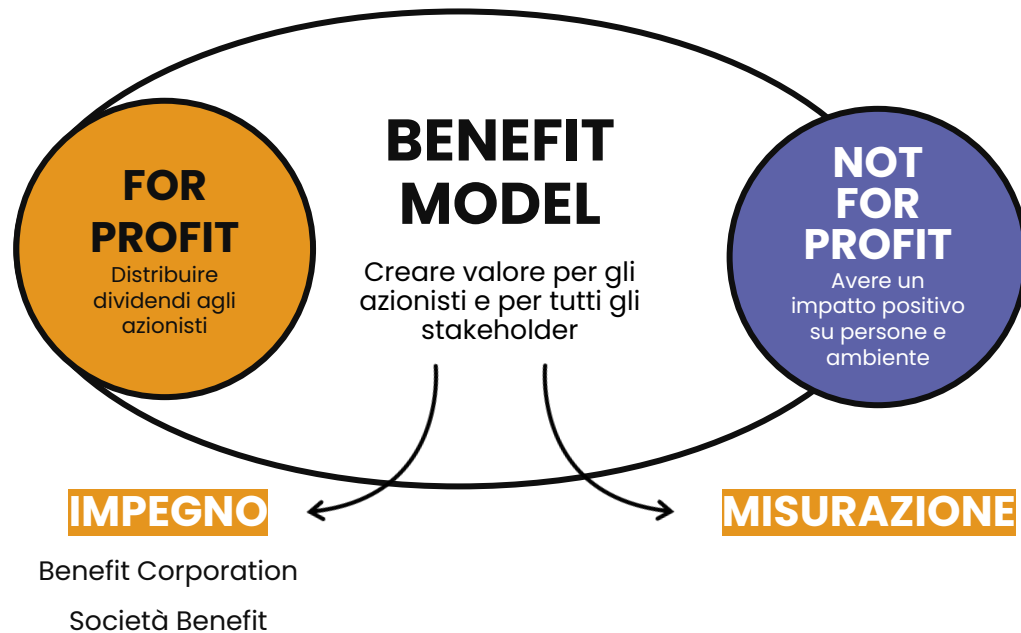 FOR
PROFIT
Distribuire
dividendi agli
azionisti
BENEFIT
MODEL
Creare valore per gli
azionisti e per tutti gli
stakeholder
NOT
FOR
PROFIT
Avere un
impatto positivo
su persone e
ambiente
IMPEGNO
Benefit Corporation
Società Benefit
MISURAZIONE